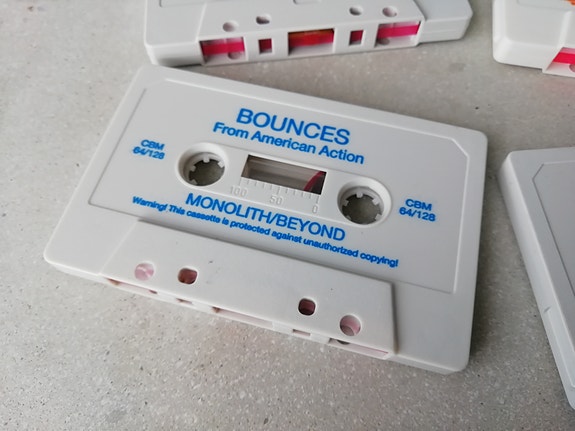 BOUNCES
From American Action
CBM
64/128
CBM
64/128
100 50 0
MONOLITH/BEYOND
Warning! This cassette is protected against unauthorized copying!